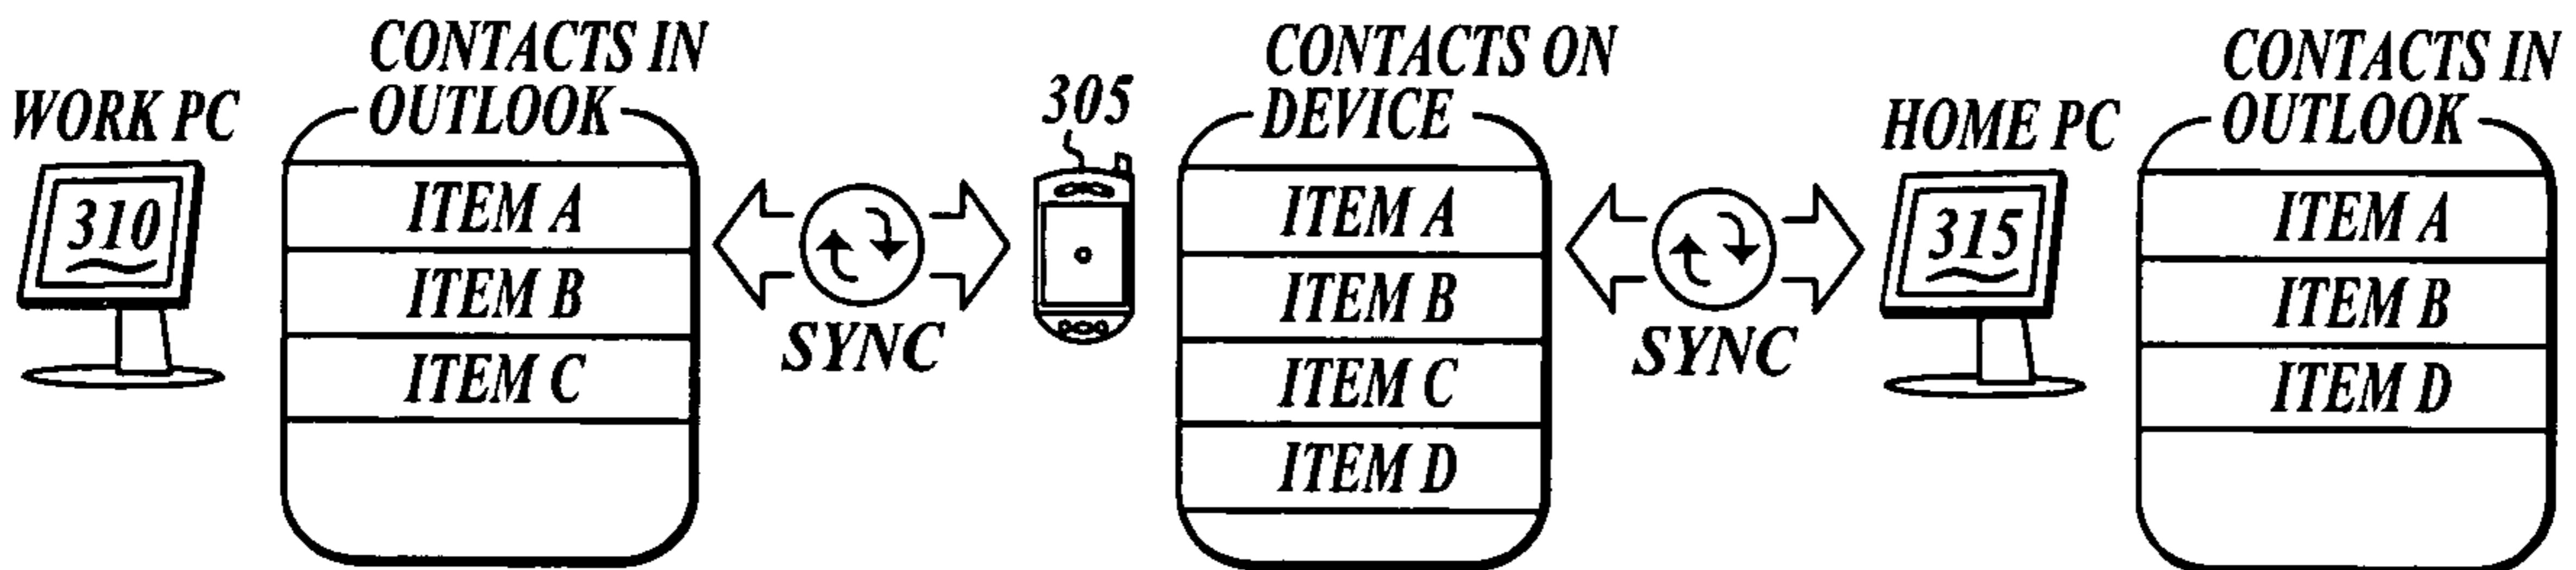 WORK PC
310
CONTACTS IN
OUTLOOK
ITEM A
ITEM B
ITEM C
SYNC
305
CONTACTS ON
DEVICE
ITEM A
ITEM B
ITEM C
ITEM D
SYNC
HOME PC
315
CONTACTS IN
OUTLOOK
ITEM A
ITEM B
ITEM D